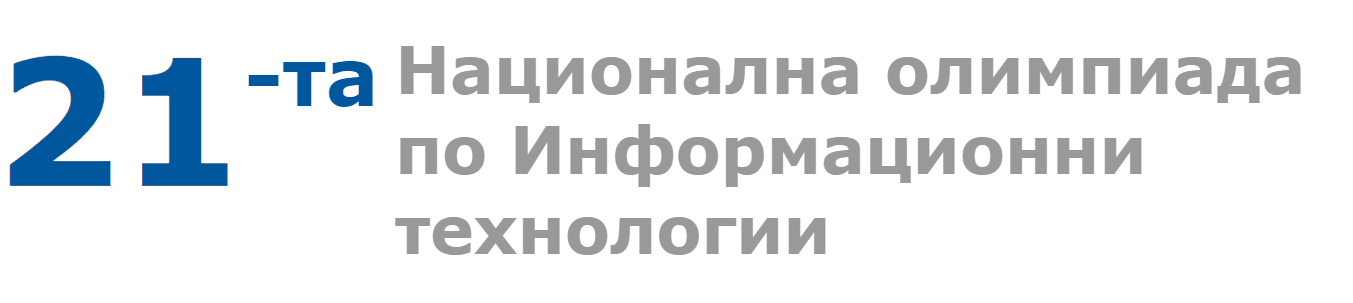 21-та Национална олимпиада
по Информационни
технологии